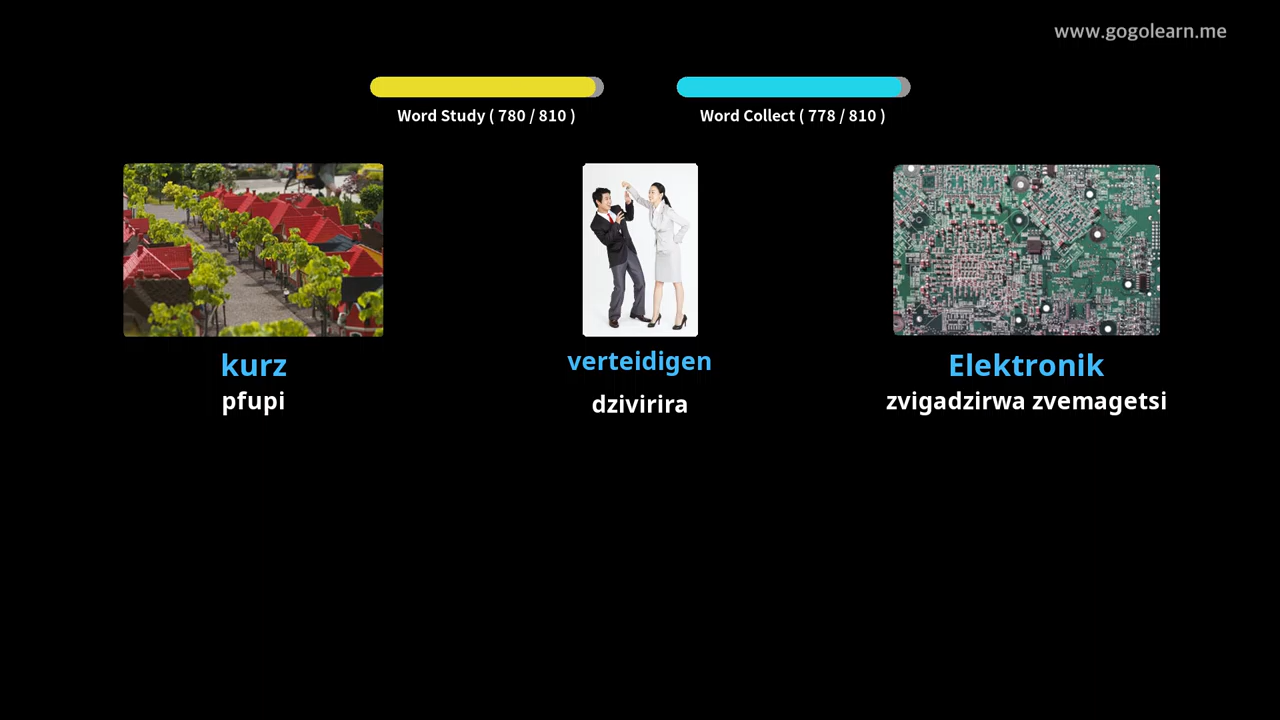 www.gogolearn.me
Word Study ( 780 / 810 )
Word Collect ( 778 / 810 )
kurz
pfupi
verteidigen
dzivirira
Elektronik
zvigadzirwa zvemagetsi